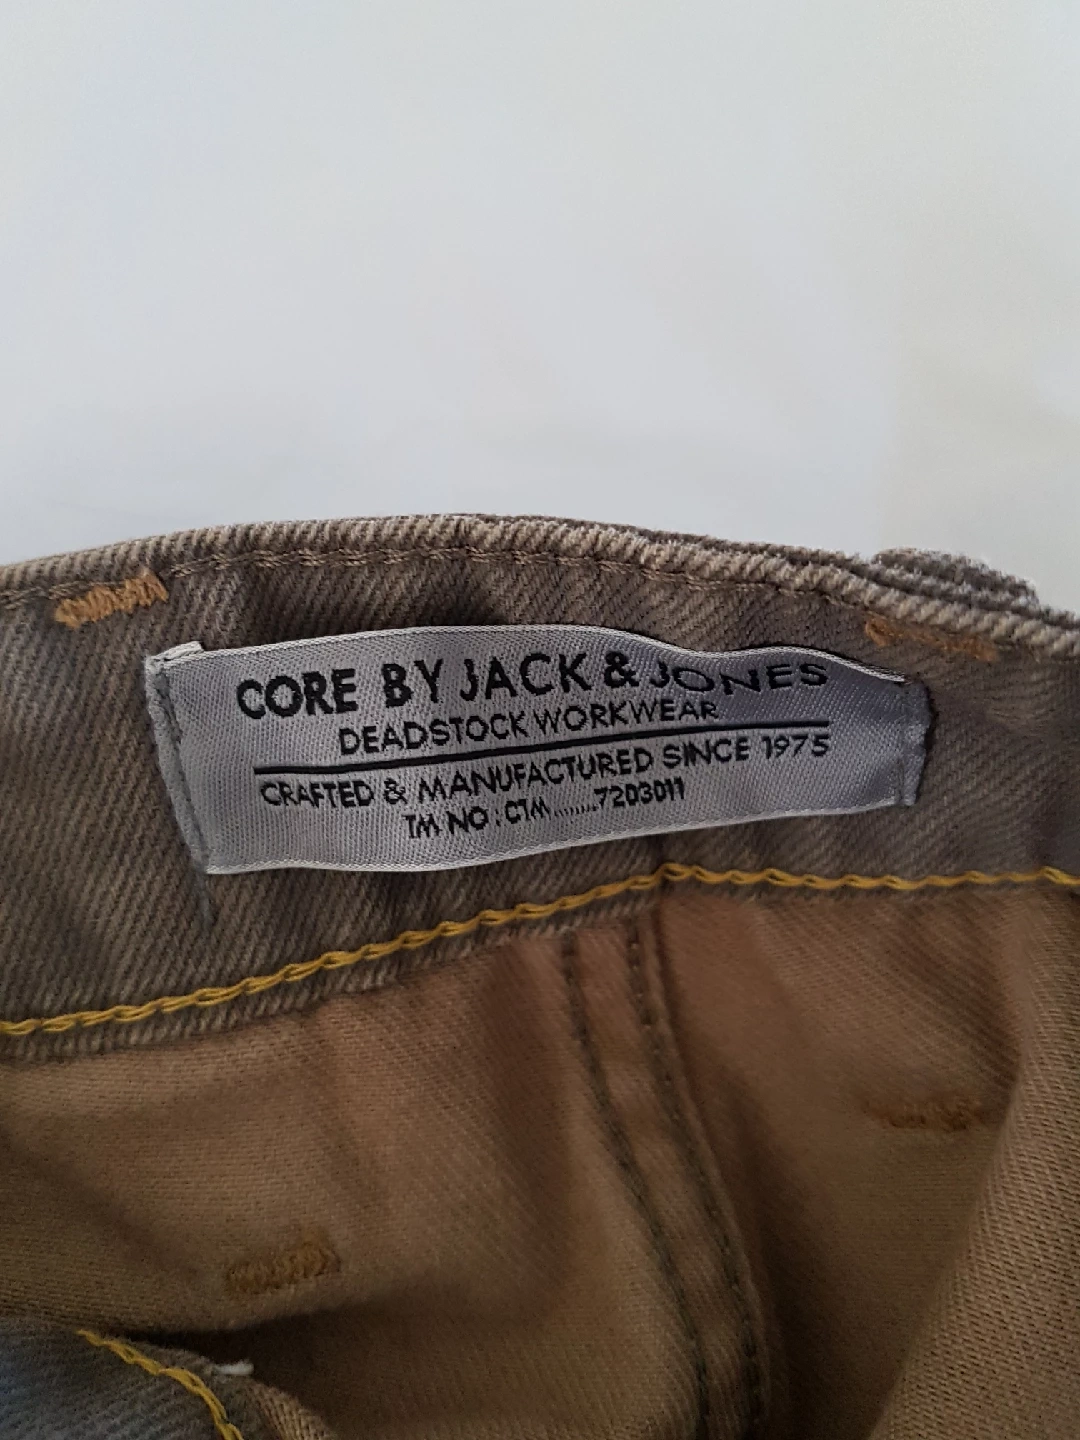 CORE BY JACK & JONES
DEADSTOCK WORKWEAR
CRAFTED & MANUFACTURED SINCE 1975
TM NO : CTM........7203011